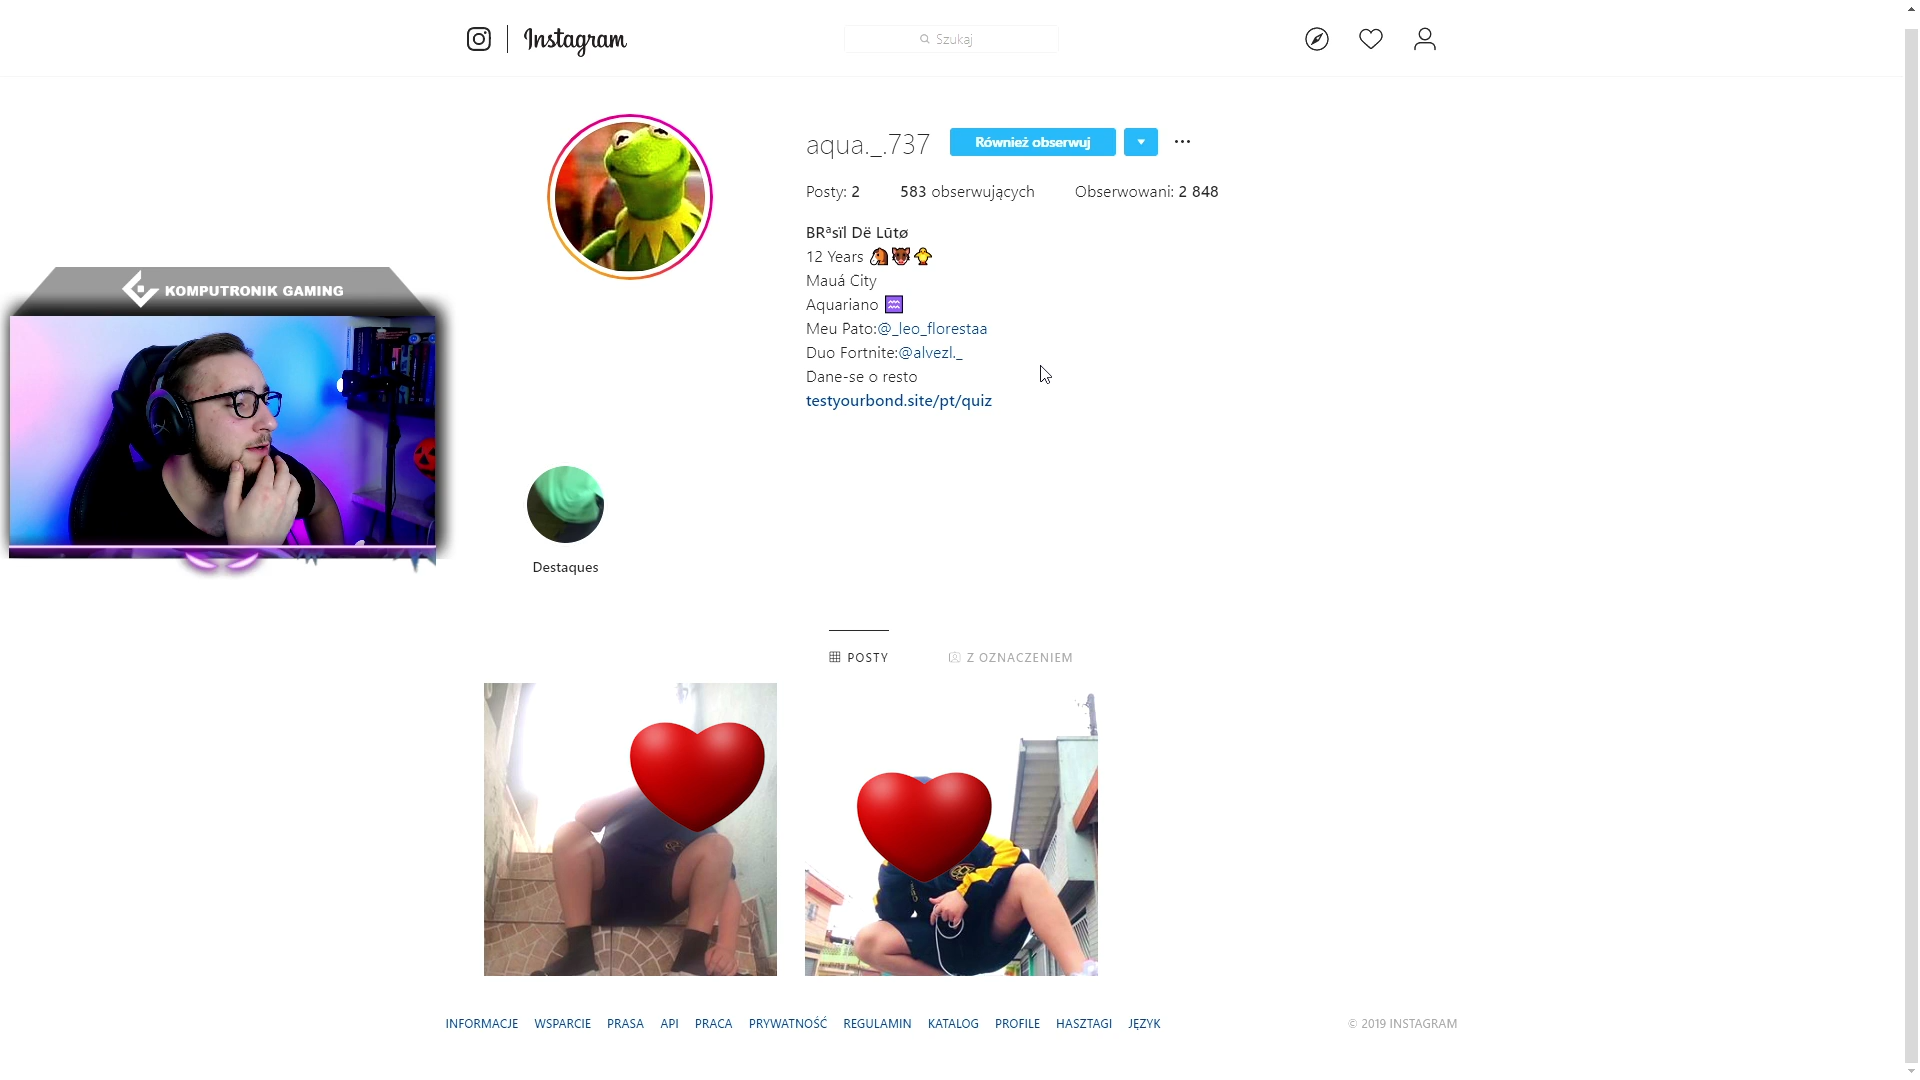 Instagram
Szukaj
aqua._.737
Również obserwuj
Posty: 2
583 obserwujących
Obserwowani: 2 848
BRªsïl Dë Lūtø
12 Years 🐴🐯🐥
Mauá City
Aquariano ♒
Meu Pato:@_leo_florestaa
Duo Fortnite:@alvezl._
Dane-se o resto
testyourbond.site/pt/quiz
KOMPUTRONIK GAMING
Destaques
POSTY
Z OZNACZENIEM
INFORMACJE WSPARCIE PRASA API PRACA PRYWATNOŚĆ REGULAMIN KATALOG PROFILE HASZTAGI JĘZYK
© 2019 INSTAGRAM